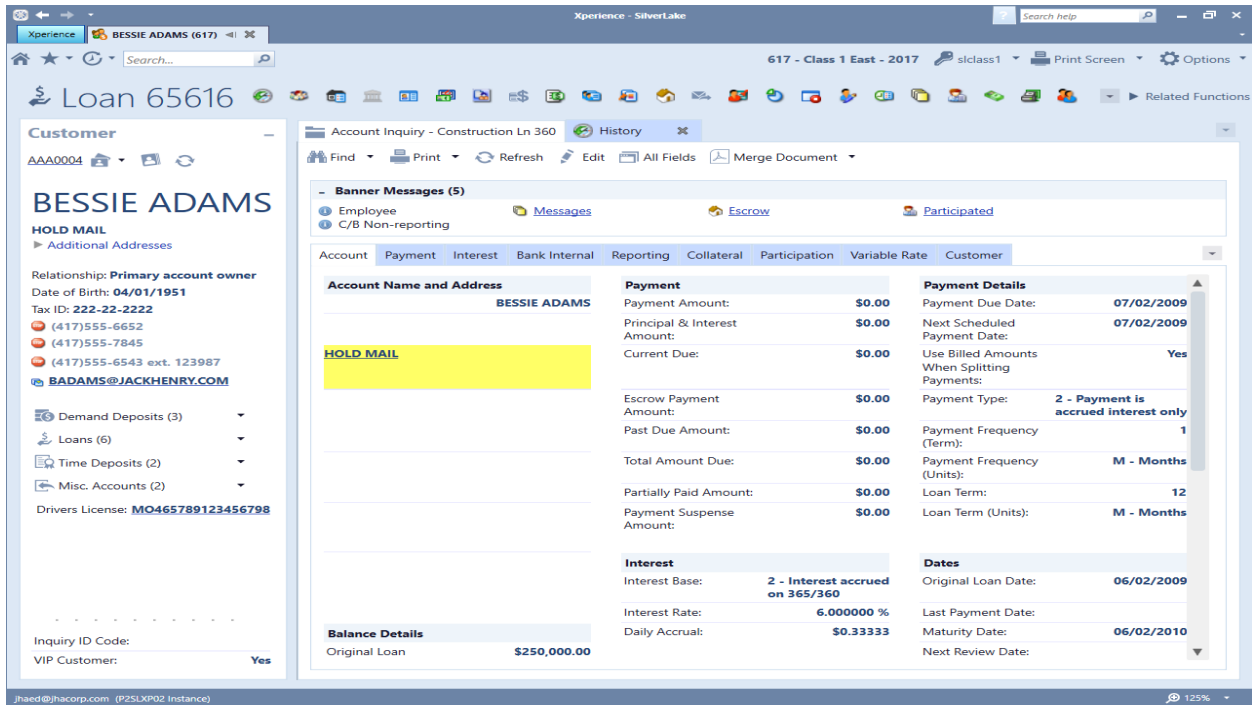 Xperience - SilverLake
? Search help
Xperience BESSIE ADAMS (617)
Search...
617 - Class 1 East - 2017 slclass1 Print Screen Options
Loan 65616 Related Functions
Customer
AAA0004
BESSIE ADAMS
HOLD MAIL
Additional Addresses
Relationship: Primary account owner
Date of Birth: 04/01/1951
Tax ID: 222-22-2222
(417)555-6652
(417)555-7845
(417)555-6543 ext. 123987
BADAMS@JACKHENRY.COM
Demand Deposits (3)
Loans (6)
Time Deposits (2)
Misc. Accounts (2)
Drivers License: MO465789123456798
Inquiry ID Code:
VIP Customer: Yes
Account Inquiry - Construction Ln 360 History
Find Print Refresh Edit All Fields Merge Document
Banner Messages (5)
Employee Messages Escrow Participated
C/B Non-reporting
Account Payment Interest Bank Internal Reporting Collateral Participation Variable Rate Customer
Account Name and Address
BESSIE ADAMS
HOLD MAIL
Balance Details
Original Loan $250,000.00
Payment
Payment Amount: $0.00
Principal & Interest
Amount: $0.00
Current Due: $0.00
Escrow Payment
Amount: $0.00
Past Due Amount: $0.00
Total Amount Due: $0.00
Partially Paid Amount: $0.00
Payment Suspense
Amount: $0.00
Interest
Interest Base: 2 - Interest accrued
on 365/360
Interest Rate: 6.000000 %
Daily Accrual: $0.33333
Payment Details
Payment Due Date: 07/02/2009
Next Scheduled
Payment Date: 07/02/2009
Use Billed Amounts
When Splitting
Payments: Yes
Payment Type: 2 - Payment is
accrued interest only
Payment Frequency
(Term): 1
Payment Frequency
(Units): M - Months
Loan Term: 12
Loan Term (Units): M - Months
Dates
Original Loan Date: 06/02/2009
Last Payment Date:
Maturity Date: 06/02/2010
Next Review Date:
jhaed@jhacorp.com (P2SLXP02 Instance)
125%